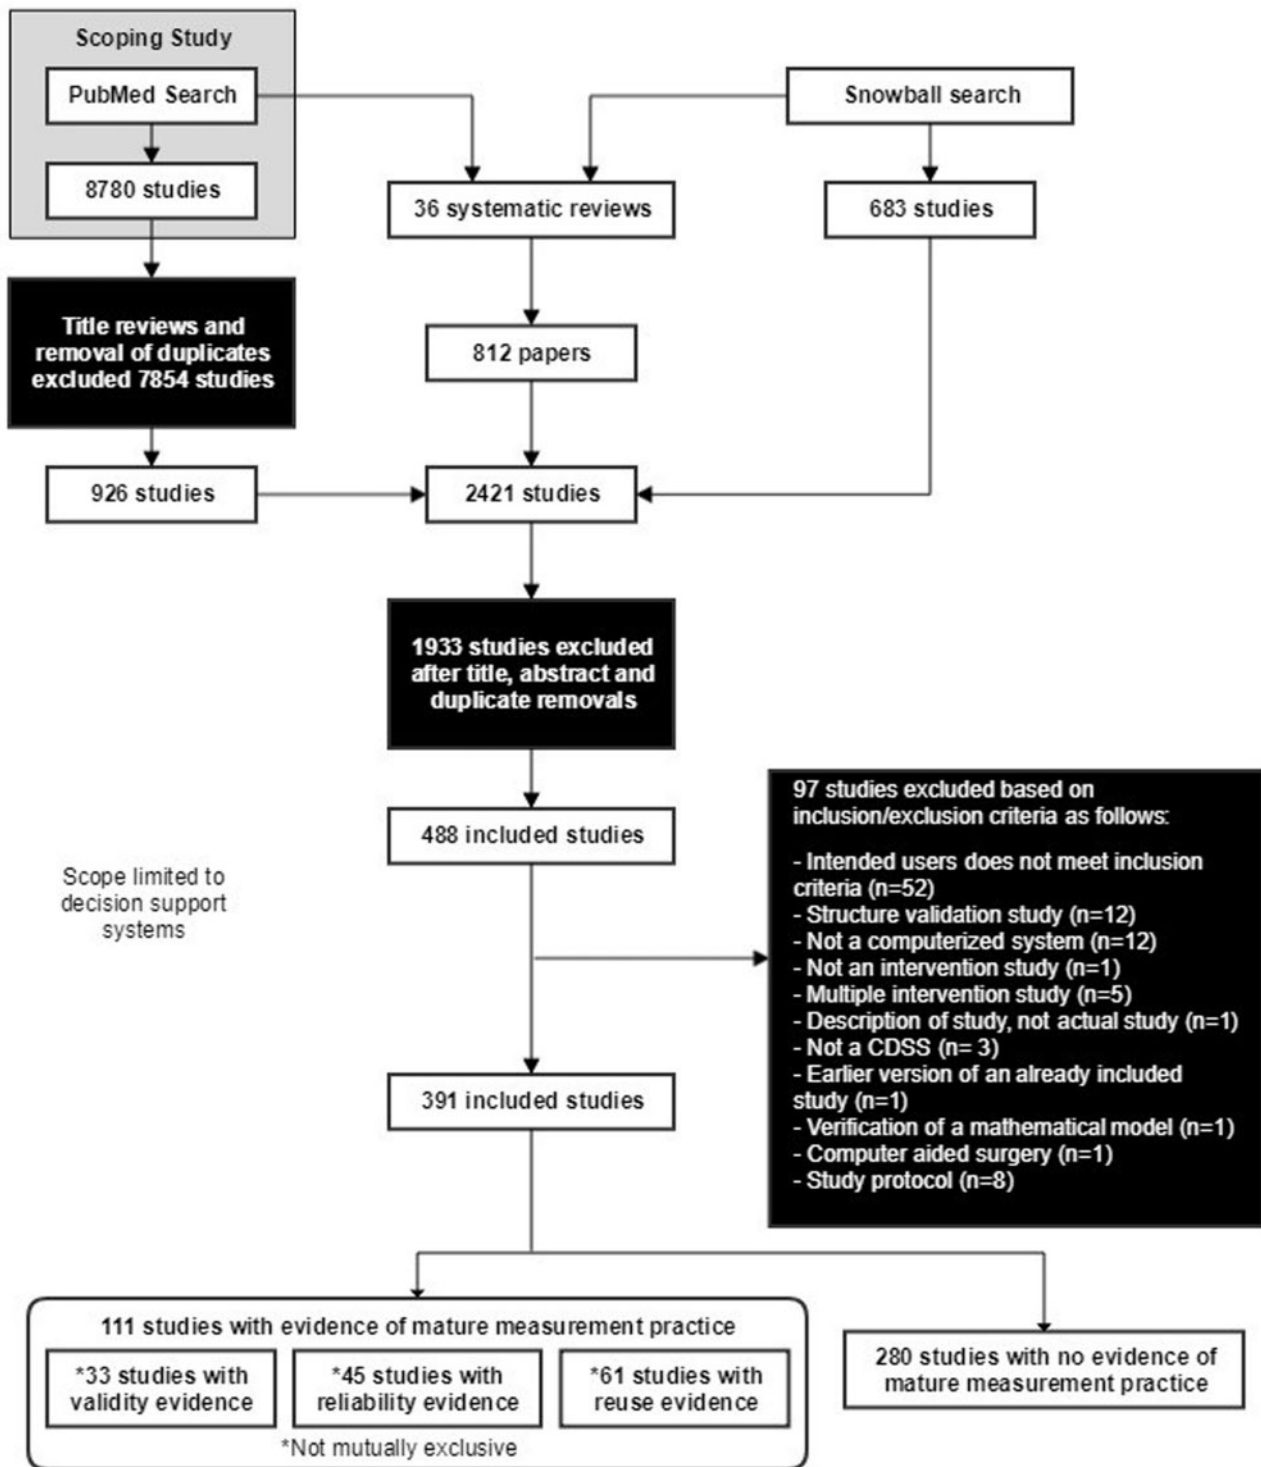 Scoping Study
PubMed Search
Snowball search
8780 studies
36 systematic reviews
683 studies
Title reviews and
removal of duplicates
excluded 7854 studies
812 papers
926 studies
2421 studies
1933 studies excluded
after title, abstract and
duplicate removals
488 included studies
97 studies excluded based on
inclusion/exclusion criteria as follows:
- Intended users does not meet inclusion
criteria (n=52)
- Structure validation study (n=12)
- Not a computerized system (n=12)
- Not an intervention study (n=1)
- Multiple intervention study (n=5)
- Description of study, not actual study (n=1)
- Not a CDSS (n= 3)
- Earlier version of an already included
study (n=1)
- Verification of a mathematical model (n=1)
- Computer aided surgery (n=1)
- Study protocol (n=8)
Scope limited to
decision support
systems
391 included studies
111 studies with evidence of mature measurement practice
*33 studies with
validity evidence
*45 studies with
reliability evidence
*61 studies with
reuse evidence
*Not mutually exclusive
280 studies with no evidence of
mature measurement practice